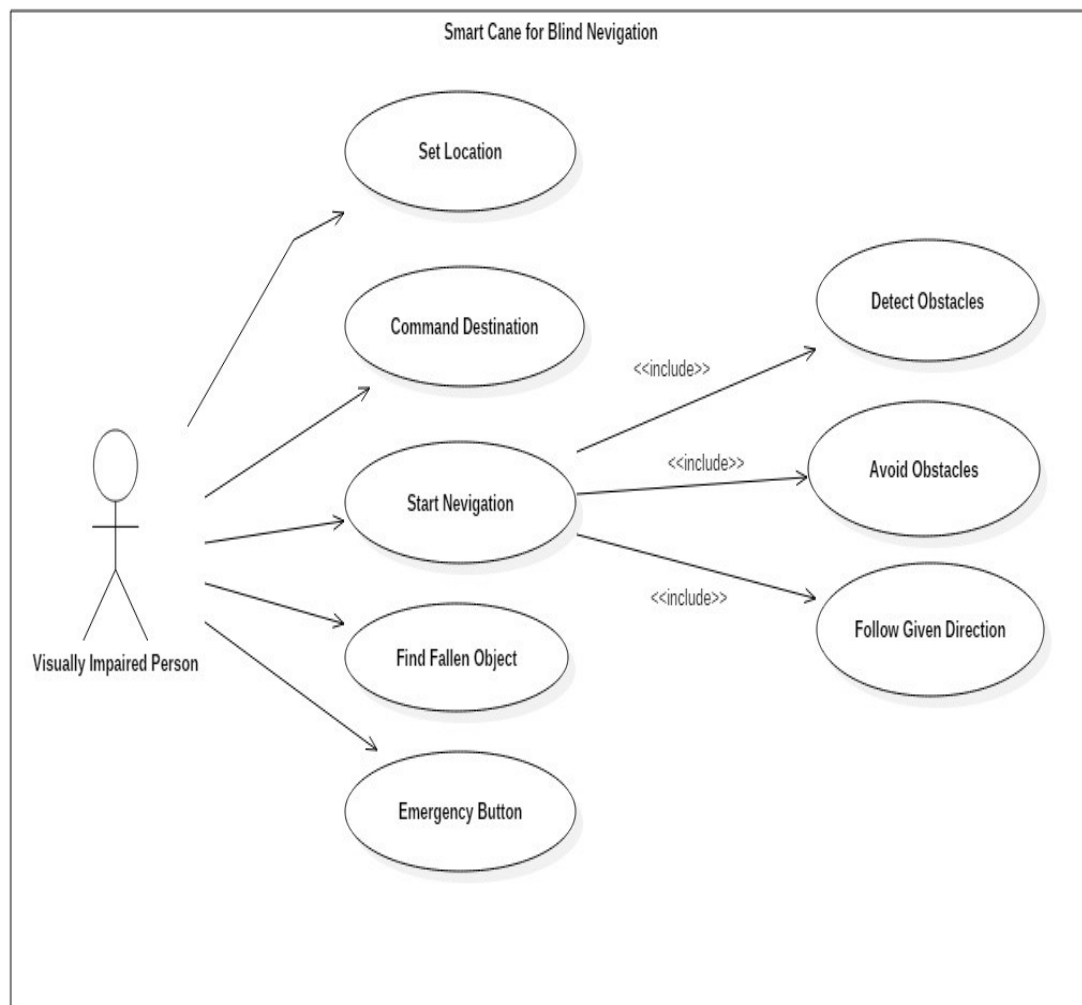 Smart Cane for Blind Nevigation
Set Location
Command Destination
Detect Obstacles
<<include>>
Start Nevigation
<<include>>
Avoid Obstacles
<<include>>
Follow Given Direction
Find Fallen Object
Visually Impaired Person
Emergency Button